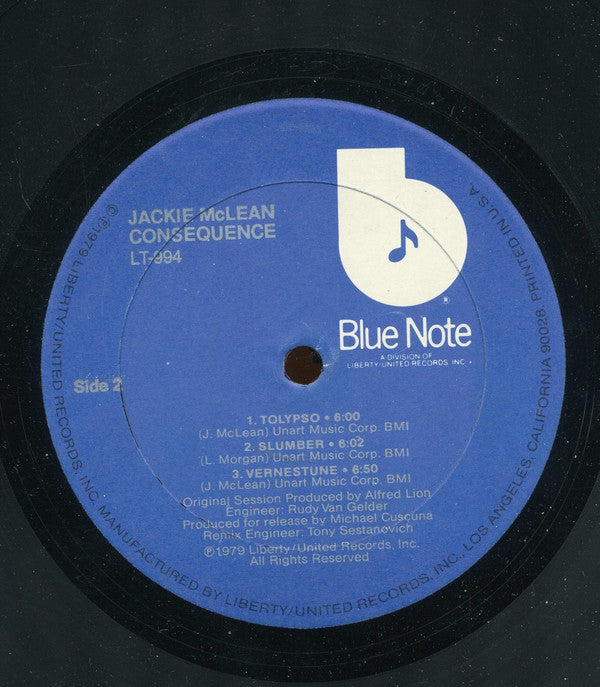 JACKIE McLEAN
CONSEQUENCE
LT-994
Blue Note
®
A DIVISION OF
LIBERTY/UNITED RECORDS, INC.
Side 2
1. TOLYPSO • 6:00
(J. McLean) Unart Music Corp. BMI
2. SLUMBER • 6:02
(L. Morgan) Unart Music Corp. BMI
3. VERNESTUNE • 6:50
(J. McLean) Unart Music Corp. BMI
Original Session Produced by Alfred Lion
Engineer: Rudy Van Gelder
Produced for release by Michael Cuscuna
Remix Engineer: Tony Sestanovich
℗1979 Liberty/United Records, Inc.
All Rights Reserved
©1979 LIBERTY/UNITED RECORDS, INC. MANUFACTURED BY LIBERTY/UNITED RECORDS, INC., LOS ANGELES, CALIFORNIA 90028. PRINTED IN U.S.A.